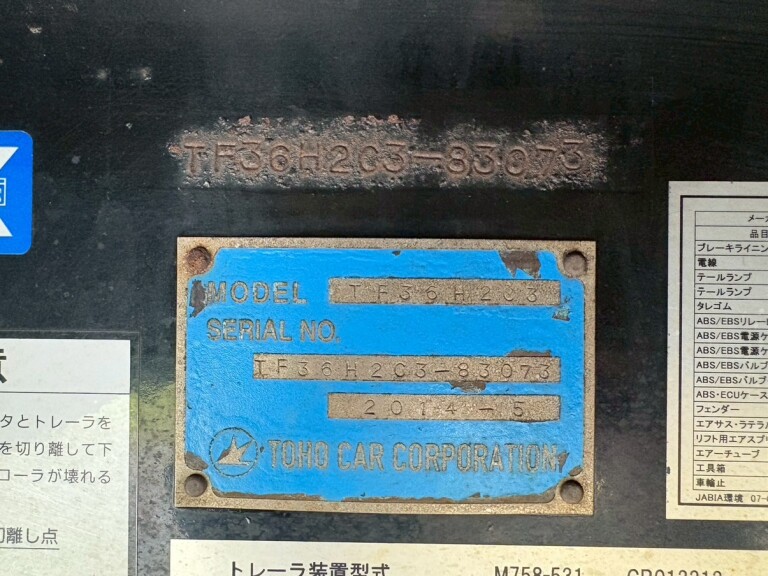 TF36H2C3-83073
MODEL TF36H2C3
SERIAL NO.
TF36H2C3-83073
2014-5
TOHO CAR CORPORATION
タとトレーラを
を切り離して下
コーラが壊れる
離し点
メーカ
品目
ブレーキライニン
電線
テールランプ
テールランプ
タレゴム
ABS/EBSリレー
ABS/EBS電源ケ
ABS/EBS電源ケ
ABS/EBSバルブ
ABS/EBSバルブ
ABS・ECUケース
フェンダー
エアサス・ラテラル
リフト用エアスプ
エアーチューブ
工具箱
車輪止
JABIA環境 07-
トレーラ装置型式 M758-531